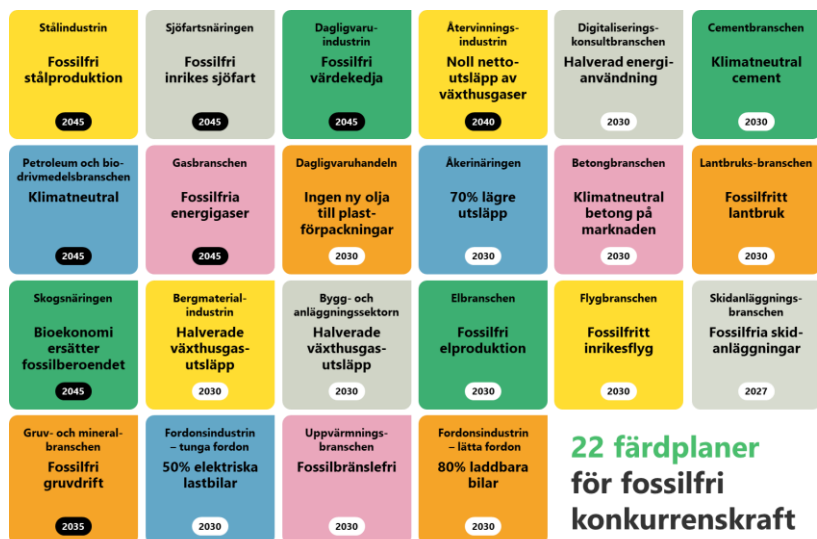 Stålindustrin
Fossilfri
stålproduktion
2045
Sjöfartsnäringen
Fossilfri
inrikes sjöfart
2045
Dagligvaru-
industrin
Fossilfri
värdekedja
2045
Återvinnings-
industrin
Noll netto-
utsläpp av
växthusgaser
2040
Digitaliserings-
konsultbranschen
Halverad energi-
användning
2030
Cementbranschen
Klimatneutral
cement
2030
Petroleum och bio-
drivmedelsbranschen
Klimatneutral
2045
Gasbranschen
Fossilfria
energigaser
2045
Dagligvaruhandeln
Ingen ny olja
till plast-
förpackningar
2030
Åkerinäringen
70% lägre
utsläpp
2030
Betongbranschen
Klimatneutral
betong på
marknaden
2030
Lantbruks-branschen
Fossilfritt
lantbruk
2030
Skogsnäringen
Bioekonomi
ersätter
fossilberoendet
2045
Bergmaterial-
industrin
Halverade
växthusgas-
utsläpp
2030
Bygg- och
anläggningssektorn
Halverade
växthusgas-
utsläpp
2030
Elbranschen
Fossilfri
elproduktion
2030
Flygbranschen
Fossilfritt
inrikesflyg
2030
Skidanläggnings-
branschen
Fossilfria skid-
anläggningar
2027
Gruv- och mineral-
branschen
Fossilfri
gruvdrift
2035
Fordonsindustrin
– tunga fordon
50% elektriska
lastbilar
2030
Uppvärmnings-
branschen
Fossilbränslefri
2030
Fordonsindustrin
– lätta fordon
80% laddbara
bilar
2030
22 färdplaner
för fossilfri
konkurrenskraft